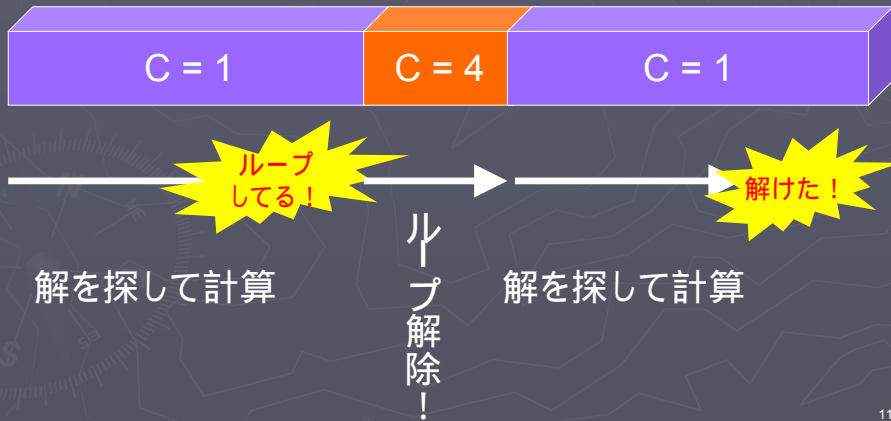 C = 1
C = 4
C = 1
ループ
してる！
解けた！
解を探して計算
ループ解除！
解を探して計算
11